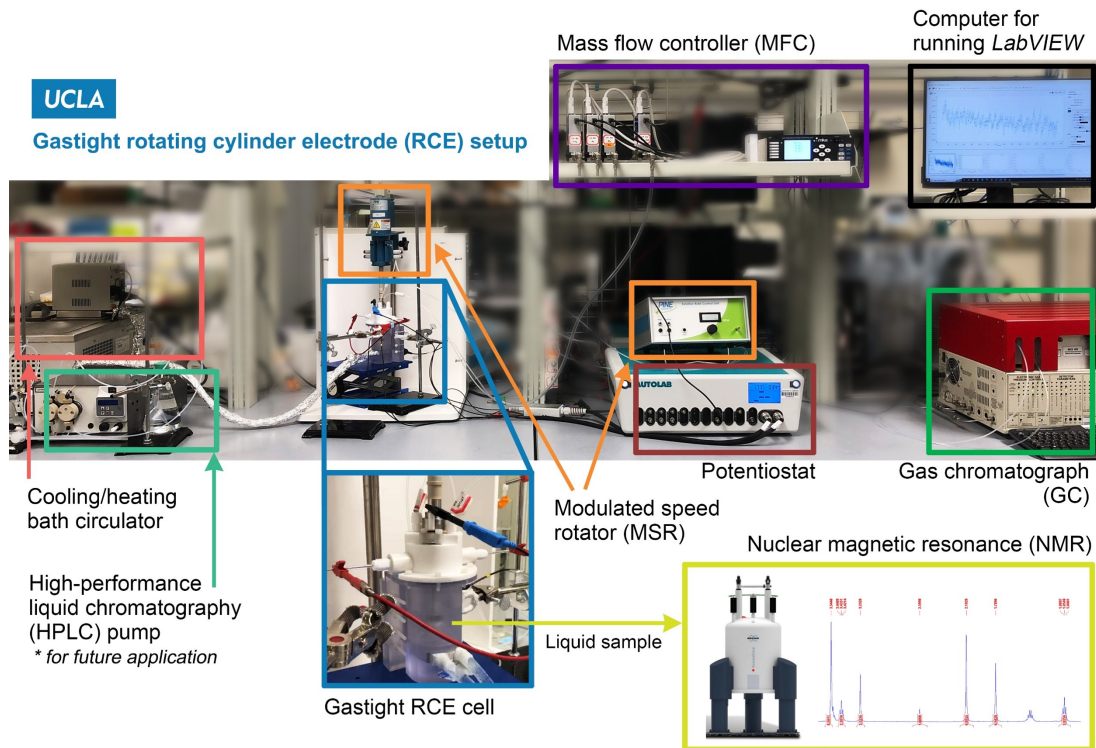 Computer for
running LabVIEW
Mass flow controller (MFC)
UCLA
Gastight rotating cylinder electrode (RCE) setup
PINE
AUTOLAB
Potentiostat
Gas chromatograph
(GC)
Cooling/heating
bath circulator
Modulated speed
rotator (MSR)
High-performance
liquid chromatography
(HPLC) pump
* for future application
Nuclear magnetic resonance (NMR)
Liquid sample
Gastight RCE cell